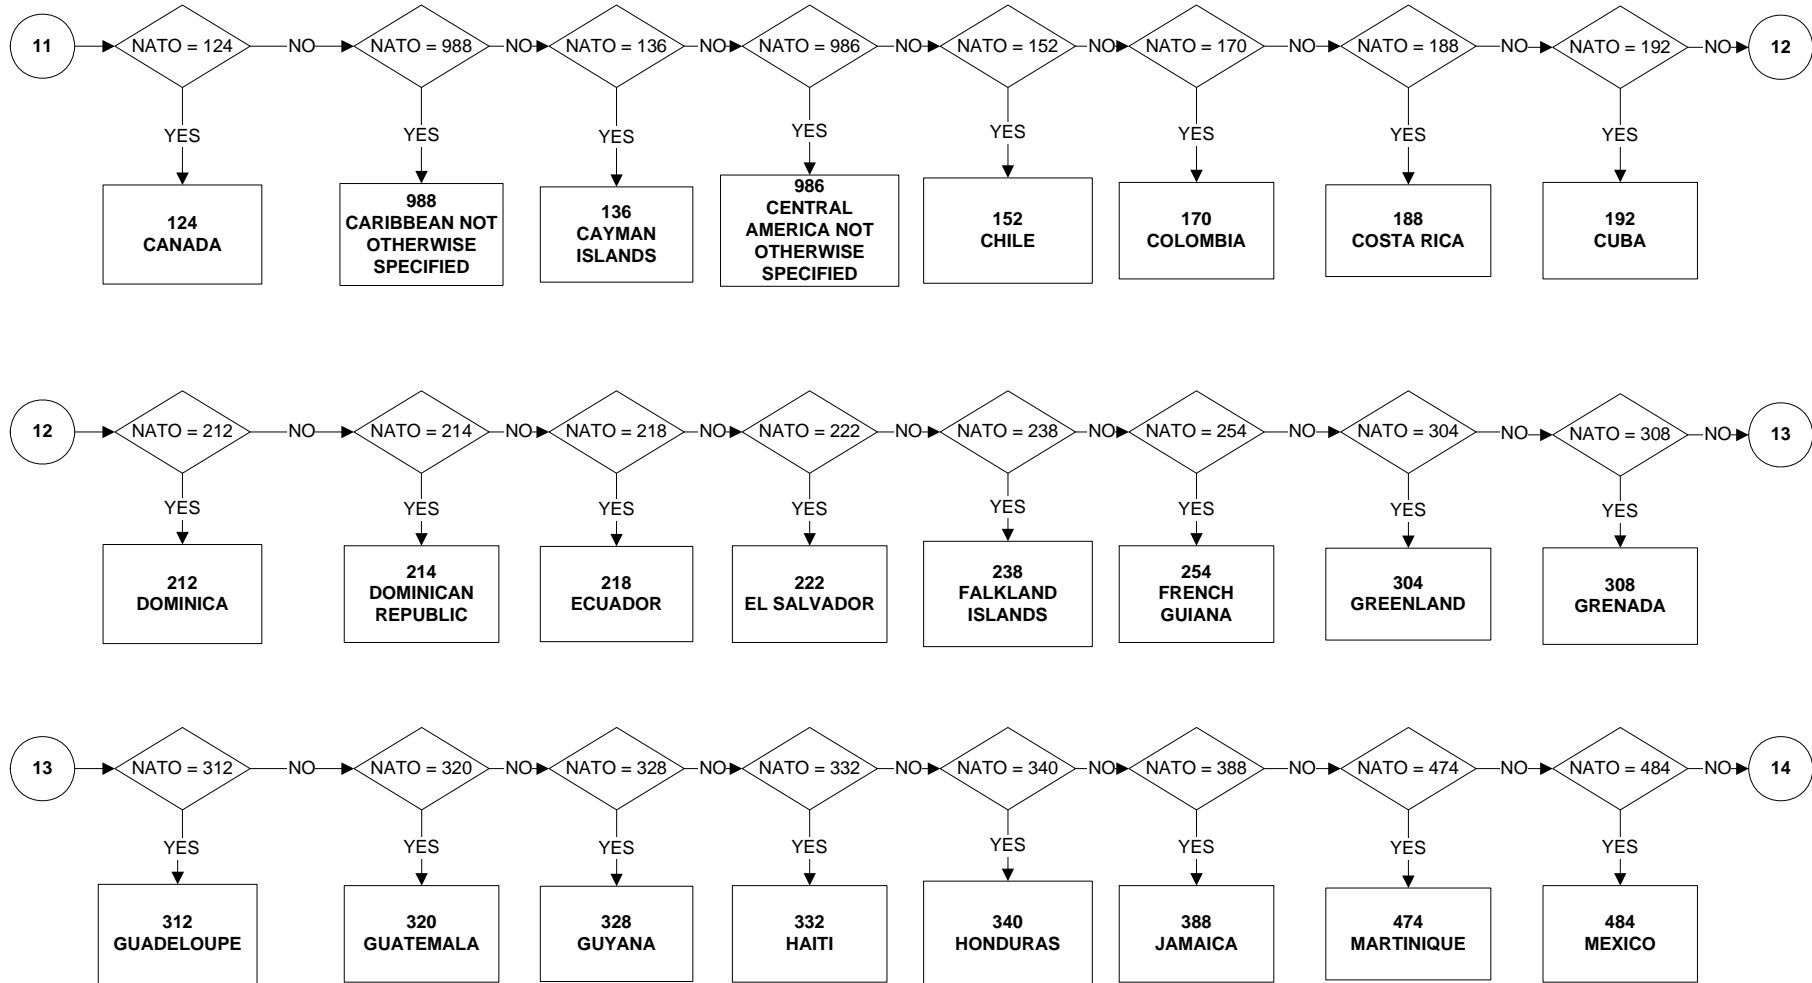 11
NATO = 124
NO
NATO = 988
NO
NATO = 136
NO
NATO = 986
NO
NATO = 152
NO
NATO = 170
NO
NATO = 188
NO
NATO = 192
NO
12
YES
YES
YES
YES
YES
YES
YES
YES
124
CANADA
988
CARIBBEAN NOT
OTHERWISE
SPECIFIED
136
CAYMAN
ISLANDS
986
CENTRAL
AMERICA NOT
OTHERWISE
SPECIFIED
152
CHILE
170
COLOMBIA
188
COSTA RICA
192
CUBA
12
NATO = 212
NO
NATO = 214
NO
NATO = 218
NO
NATO = 222
NO
NATO = 238
NO
NATO = 254
NO
NATO = 304
NO
NATO = 308
NO
13
YES
YES
YES
YES
YES
YES
YES
YES
212
DOMINICA
214
DOMINICAN
REPUBLIC
218
ECUADOR
222
EL SALVADOR
238
FALKLAND
ISLANDS
254
FRENCH
GUIANA
304
GREENLAND
308
GRENADA
13
NATO = 312
NO
NATO = 320
NO
NATO = 328
NO
NATO = 332
NO
NATO = 340
NO
NATO = 388
NO
NATO = 474
NO
NATO = 484
NO
14
YES
YES
YES
YES
YES
YES
YES
YES
312
GUADELOUPE
320
GUATEMALA
328
GUYANA
332
HAITI
340
HONDURAS
388
JAMAICA
474
MARTINIQUE
484
MEXICO